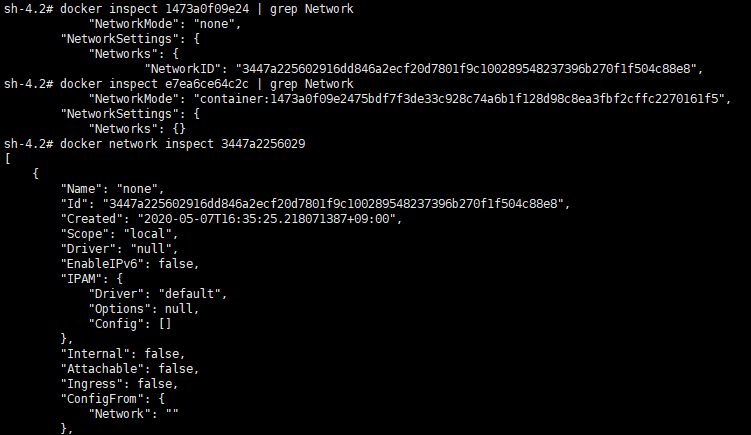 sh-4.2# docker inspect 1473a0f09e24 | grep Network
            "NetworkMode": "none",
        "NetworkSettings": {
            "Networks": {
                    "NetworkID": "3447a225602916dd846a2ecf20d7801f9c100289548237396b270f1f504c88e8",
sh-4.2# docker inspect e7ea6ce64c2c | grep Network
            "NetworkMode": "container:1473a0f09e2475bdf7f3de33c928c74a6b1f128d98c8ea3fbf2cffc2270161f5",
        "NetworkSettings": {
            "Networks": {}
sh-4.2# docker network inspect 3447a2256029
[
    {
        "Name": "none",
        "Id": "3447a225602916dd846a2ecf20d7801f9c100289548237396b270f1f504c88e8",
        "Created": "2020-05-07T16:35:25.218071387+09:00",
        "Scope": "local",
        "Driver": "null",
        "EnableIPv6": false,
        "IPAM": {
            "Driver": "default",
            "Options": null,
            "Config": []
        },
        "Internal": false,
        "Attachable": false,
        "Ingress": false,
        "ConfigFrom": {
            "Network": ""
        },